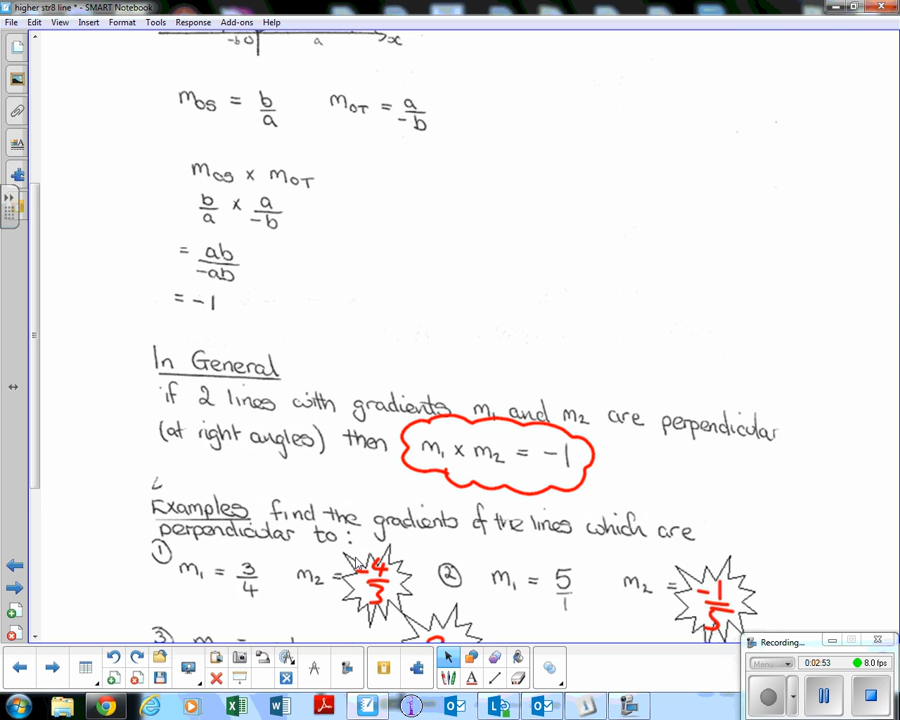 higher str8 line * - SMART Notebook
File Edit View Insert Format Tools Response Add-ons Help
-b O a x
m_OS = b/a m_OT = a/-b
m_OS x m_OT
b/a x a/-b
= ab/-ab
= -1
In General
if 2 lines with gradients m₁ and m₂ are perpendicular
(at right angles) then m₁ x m₂ = -1
Examples find the gradients of the lines which are
perpendicular to:
① m₁ = 3/4 m₂ = -4/3 ② m₁ = 5/1 m₂ = -1/5
③
Recording...
Menu 0:02:53 8.0 fps